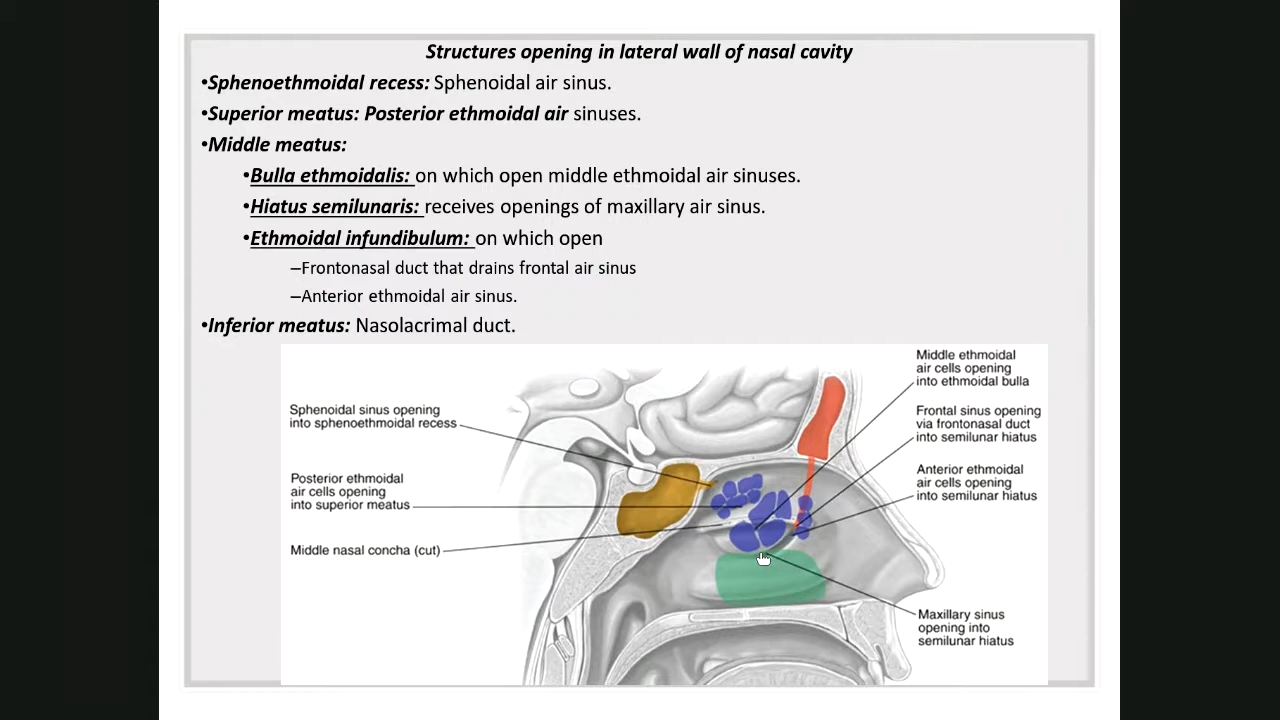 Structures opening in lateral wall of nasal cavity
•Sphenoethmoidal recess: Sphenoidal air sinus.
•Superior meatus: Posterior ethmoidal air sinuses.
•Middle meatus:
•Bulla ethmoidalis: on which open middle ethmoidal air sinuses.
•Hiatus semilunaris: receives openings of maxillary air sinus.
•Ethmoidal infundibulum: on which open
–Frontonasal duct that drains frontal air sinus
–Anterior ethmoidal air sinus.
•Inferior meatus: Nasolacrimal duct.
Sphenoidal sinus opening
into sphenoethmoidal recess
Posterior ethmoidal
air cells opening
into superior meatus
Middle nasal concha (cut)
Middle ethmoidal
air cells opening
into ethmoidal bulla
Frontal sinus opening
via frontonasal duct
into semilunar hiatus
Anterior ethmoidal
air cells opening
into semilunar hiatus
Maxillary sinus
opening into
semilunar hiatus